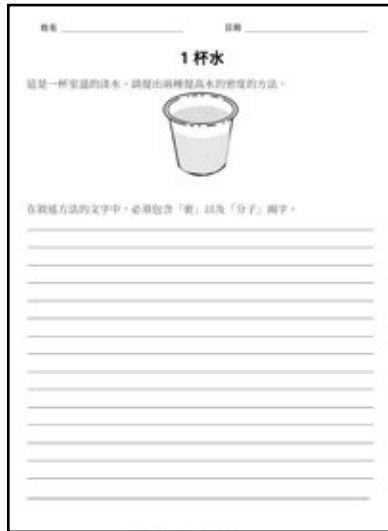 姓名 日期
1 杯水
這是一杯室溫的淡水。請提出兩種提高水的密度的方法。
在敘述方法的文字中,必須包含「密」以及「分子」兩字。